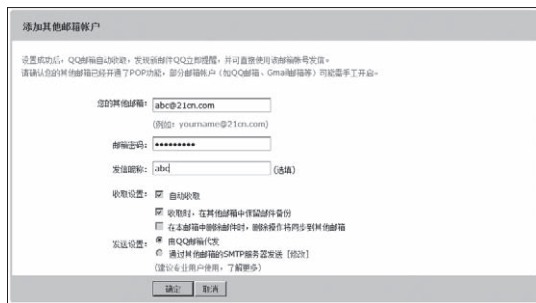 添加其他邮箱帐户
设置成功后，QQ邮箱自动收取，发现新邮件QQ立即提醒，并可直接使用该邮箱帐号发信。
请确认您的其他邮箱已经开通了POP功能，部分邮箱帐户（如QQ邮箱、Gmail邮箱等）可能需手工开启。
您的其他邮箱： abc@21cn.com
(例如：yourname@21cn.com)
邮箱密码： •••••••••
发信昵称： abc (选填)
收取设置： 自动收取
收取时，在其他邮箱中保留邮件备份
在本邮箱中删除邮件时，删除操作将同步到其他邮箱
发送设置： 由QQ邮箱代发
通过其他邮箱的SMTP服务器发送 [修改]
(建议专业用户使用，了解更多)
确定 取消